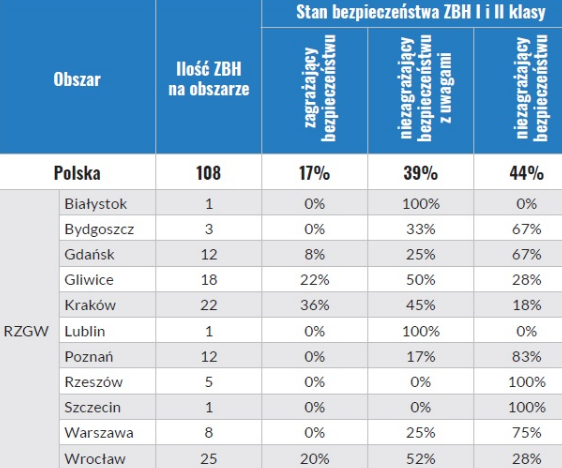 Obszar
Ilość ZBH
na obszarze
Stan bezpieczeństwa ZBH I i II klasy
zagrażający
bezpieczeństwu
niezagrażający
bezpieczeństwu
z uwagami
niezagrażający
bezpieczeństwu
Polska 108 17% 39% 44%
RZGW
Białystok 1 0% 100% 0%
Bydgoszcz 3 0% 33% 67%
Gdańsk 12 8% 25% 67%
Gliwice 18 22% 50% 28%
Kraków 22 36% 45% 18%
Lublin 1 0% 100% 0%
Poznań 12 0% 17% 83%
Rzeszów 5 0% 0% 100%
Szczecin 1 0% 0% 100%
Warszawa 8 0% 25% 75%
Wrocław 25 20% 52% 28%